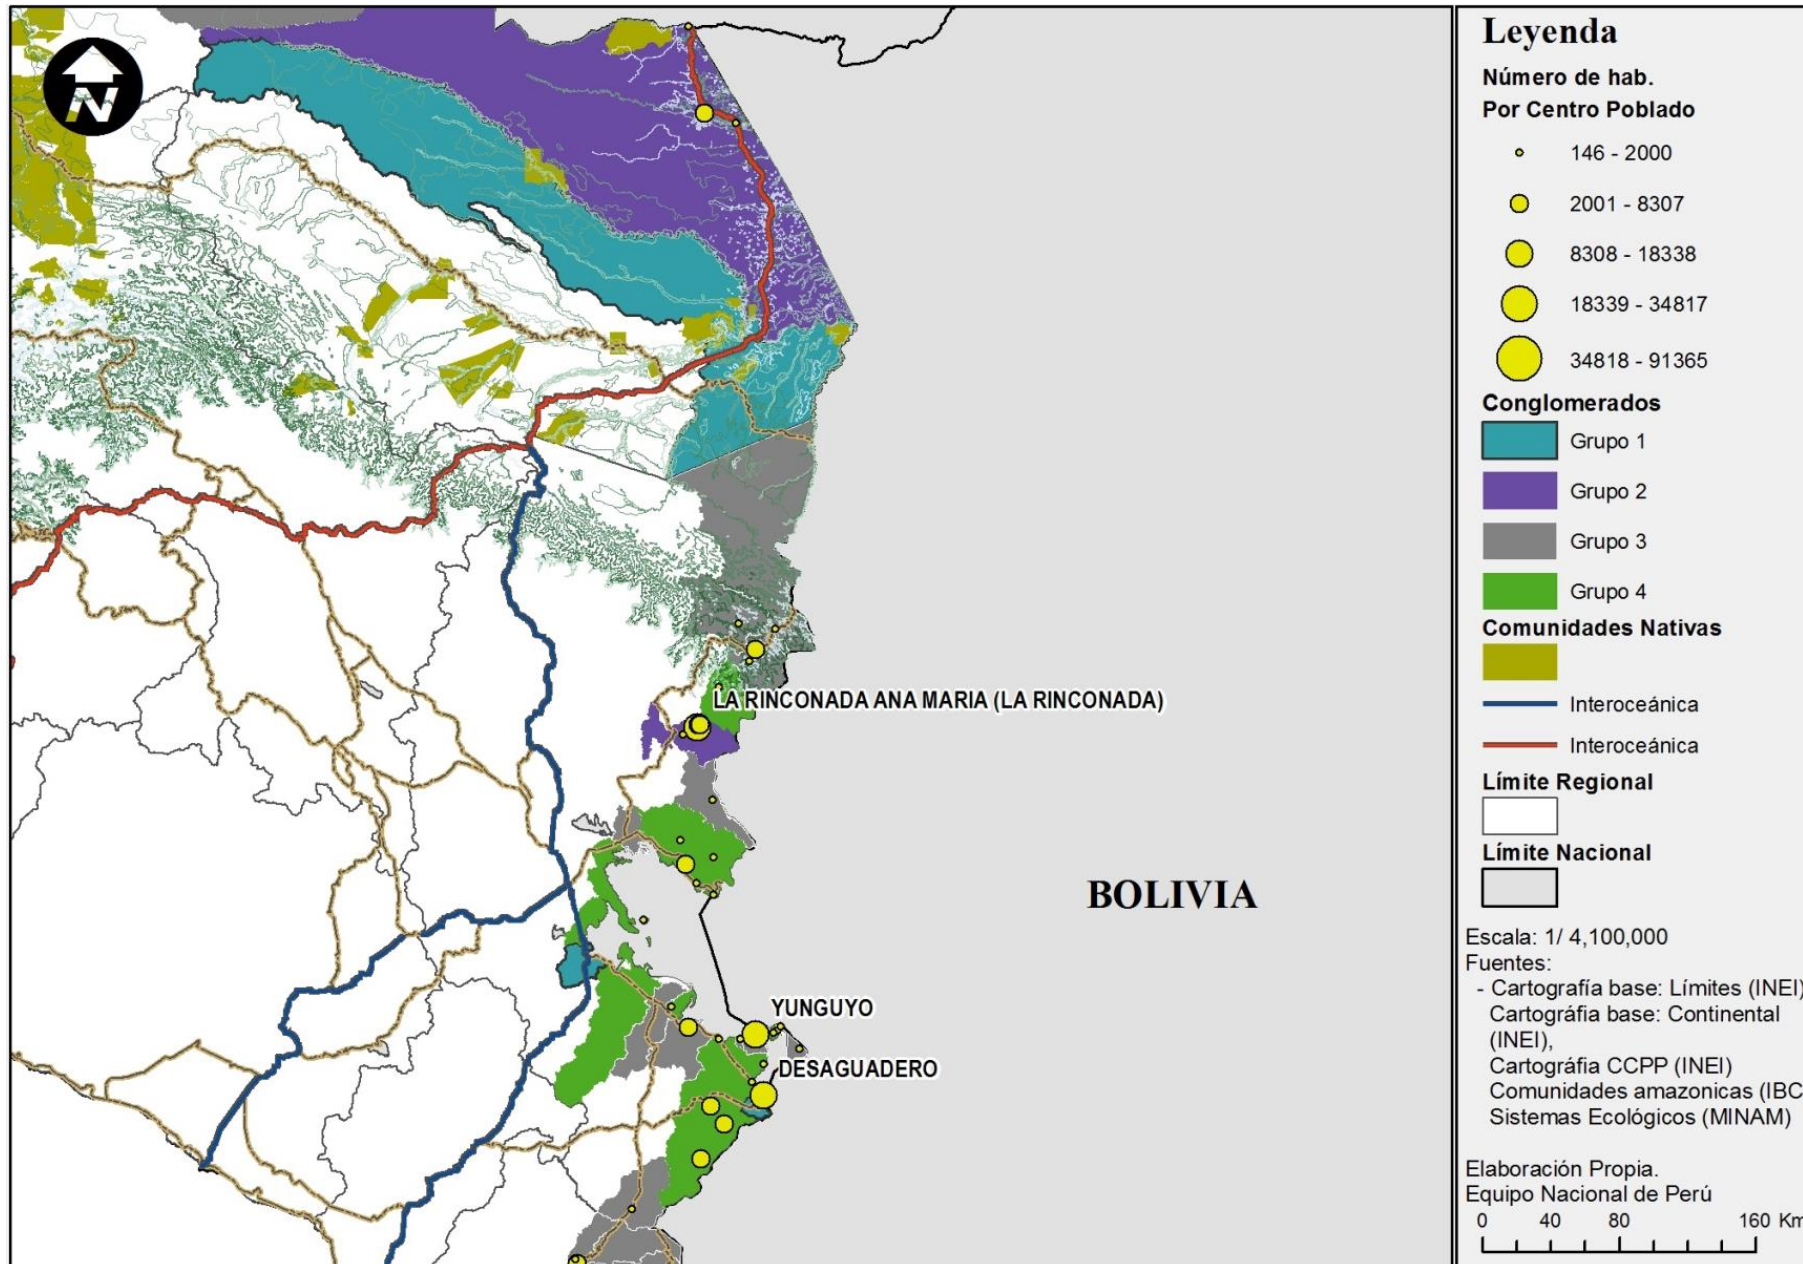 N
LA RINCONADA ANA MARIA (LA RINCONADA)
BOLIVIA
YUNGUYO
DESAGUADERO
Leyenda
Número de hab.
Por Centro Poblado
146 - 2000
2001 - 8307
8308 - 18338
18339 - 34817
34818 - 91365
Conglomerados
Grupo 1
Grupo 2
Grupo 3
Grupo 4
Comunidades Nativas
Interoceánica
Interoceánica
Límite Regional
Límite Nacional
Escala: 1/ 4,100,000
Fuentes:
- Cartografía base: Límites (INEI)
Cartográfia base: Continental
(INEI),
Cartográfia CCPP (INEI)
Comunidades amazonicas (IBC
Sistemas Ecológicos (MINAM)
Elaboración Propia.
Equipo Nacional de Perú
0 40 80 160 Km